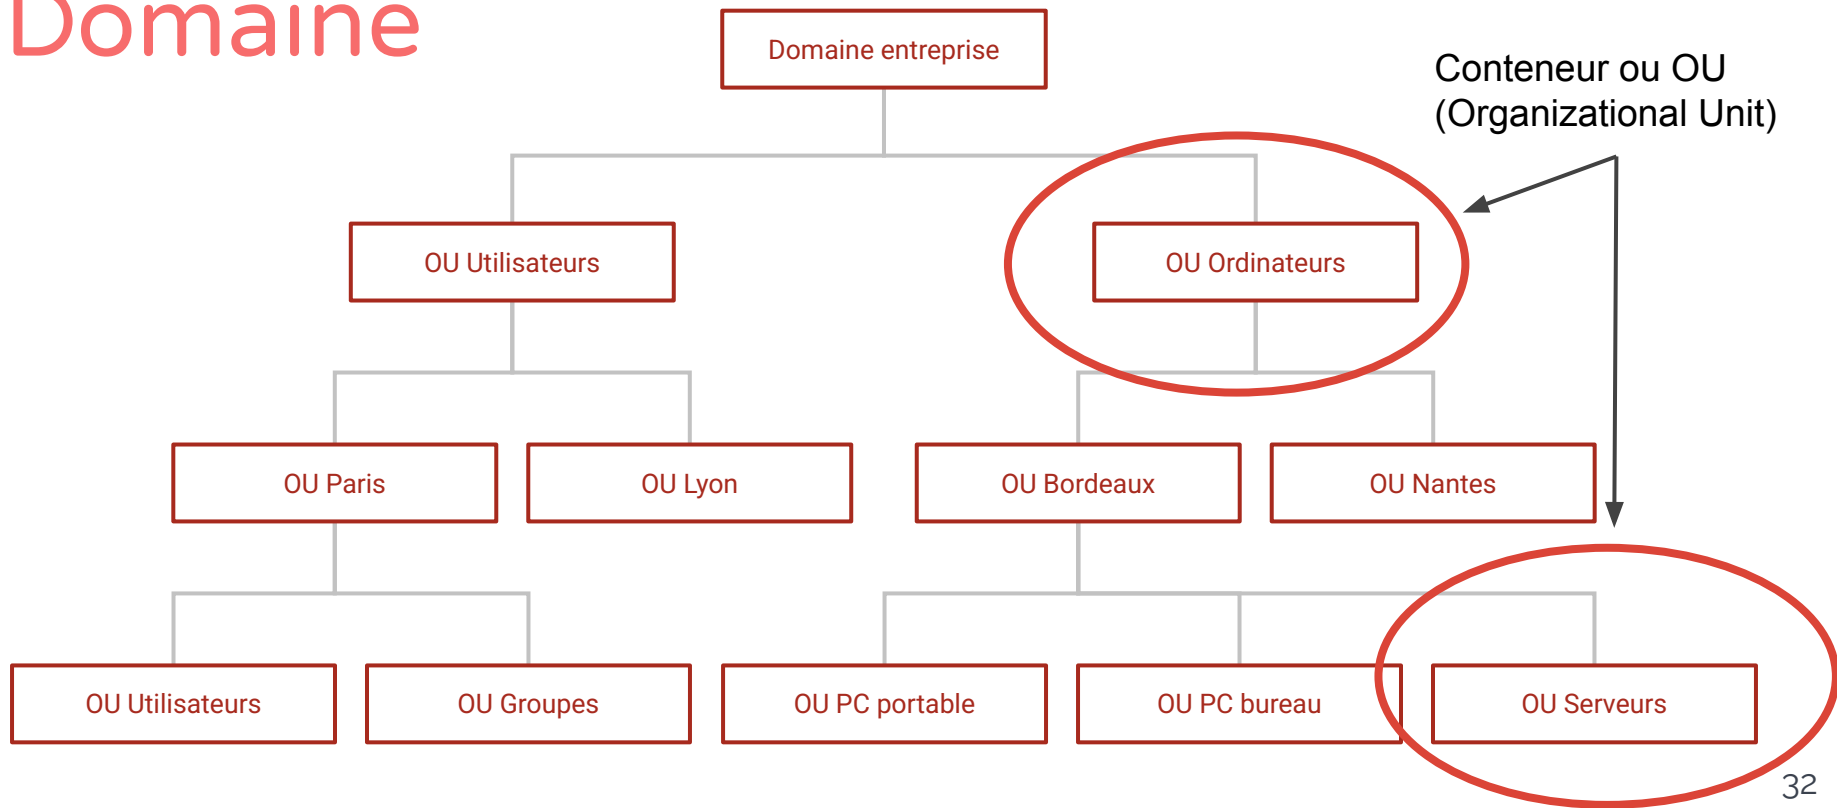 Domaine
Domaine entreprise
Conteneur ou OU
(Organizational Unit)
OU Utilisateurs
OU Ordinateurs
OU Paris
OU Lyon
OU Bordeaux
OU Nantes
OU Utilisateurs
OU Groupes
OU PC portable
OU PC bureau
OU Serveurs
32